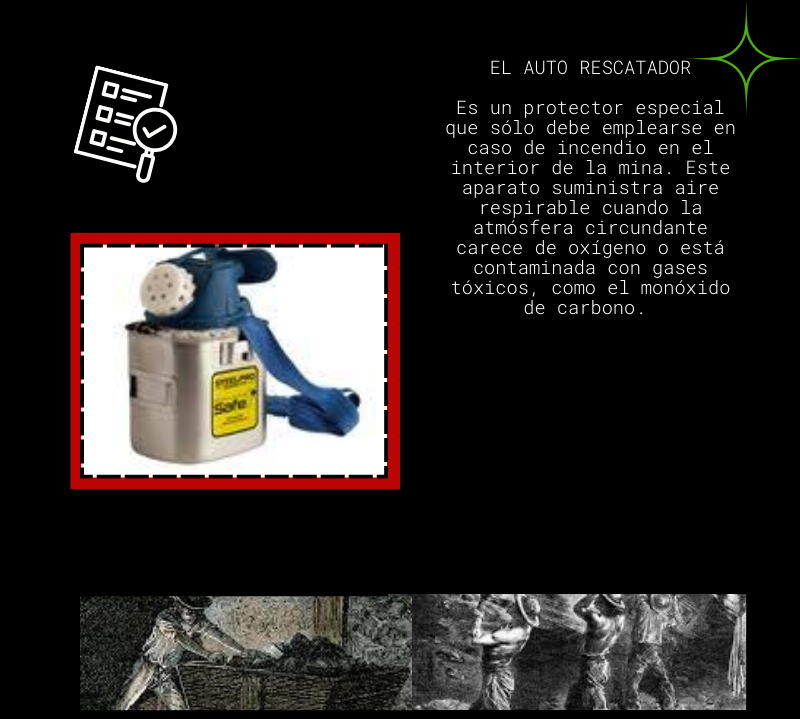 EL AUTO RESCATADOR
Es un protector especial
que sólo debe emplearse en
caso de incendio en el
interior de la mina. Este
aparato suministra aire
respirable cuando la
atmósfera circundante
carece de oxígeno o está
contaminada con gases
tóxicos, como el monóxido
de carbono.
STEELPRO
Safe